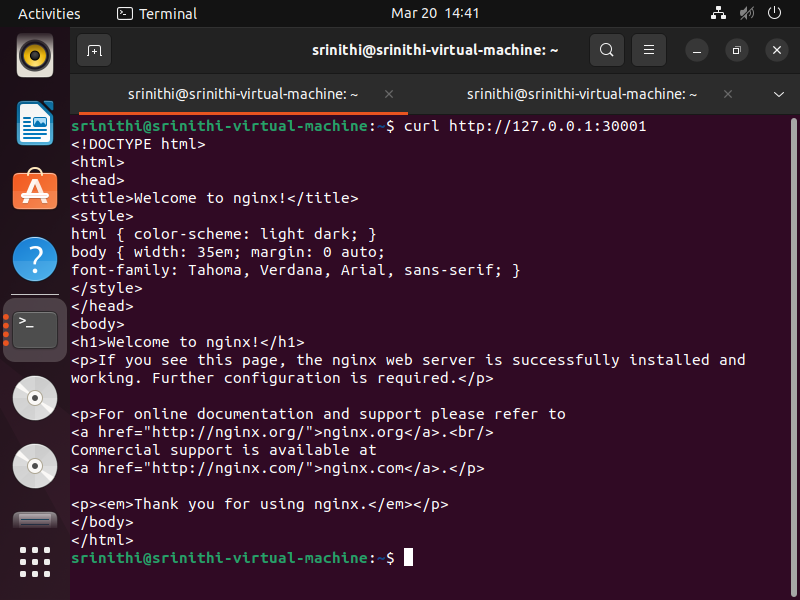 Activities
Terminal
Mar 20 14:41
srinithi@srinithi-virtual-machine: ~
srinithi@srinithi-virtual-machine: ~
srinithi@srinithi-virtual-machine: ~
srinithi@srinithi-virtual-machine:~$ curl http://127.0.0.1:30001
<!DOCTYPE html>
<html>
<head>
<title>Welcome to nginx!</title>
<style>
html { color-scheme: light dark; }
body { width: 35em; margin: 0 auto;
font-family: Tahoma, Verdana, Arial, sans-serif; }
</style>
</head>
<body>
<h1>Welcome to nginx!</h1>
<p>If you see this page, the nginx web server is successfully installed and
working. Further configuration is required.</p>
<p>For online documentation and support please refer to
<a href="http://nginx.org/">nginx.org</a>.<br/>
Commercial support is available at
<a href="http://nginx.com/">nginx.com</a>.</p>
<p><em>Thank you for using nginx.</em></p>
</body>
</html>
srinithi@srinithi-virtual-machine:~$